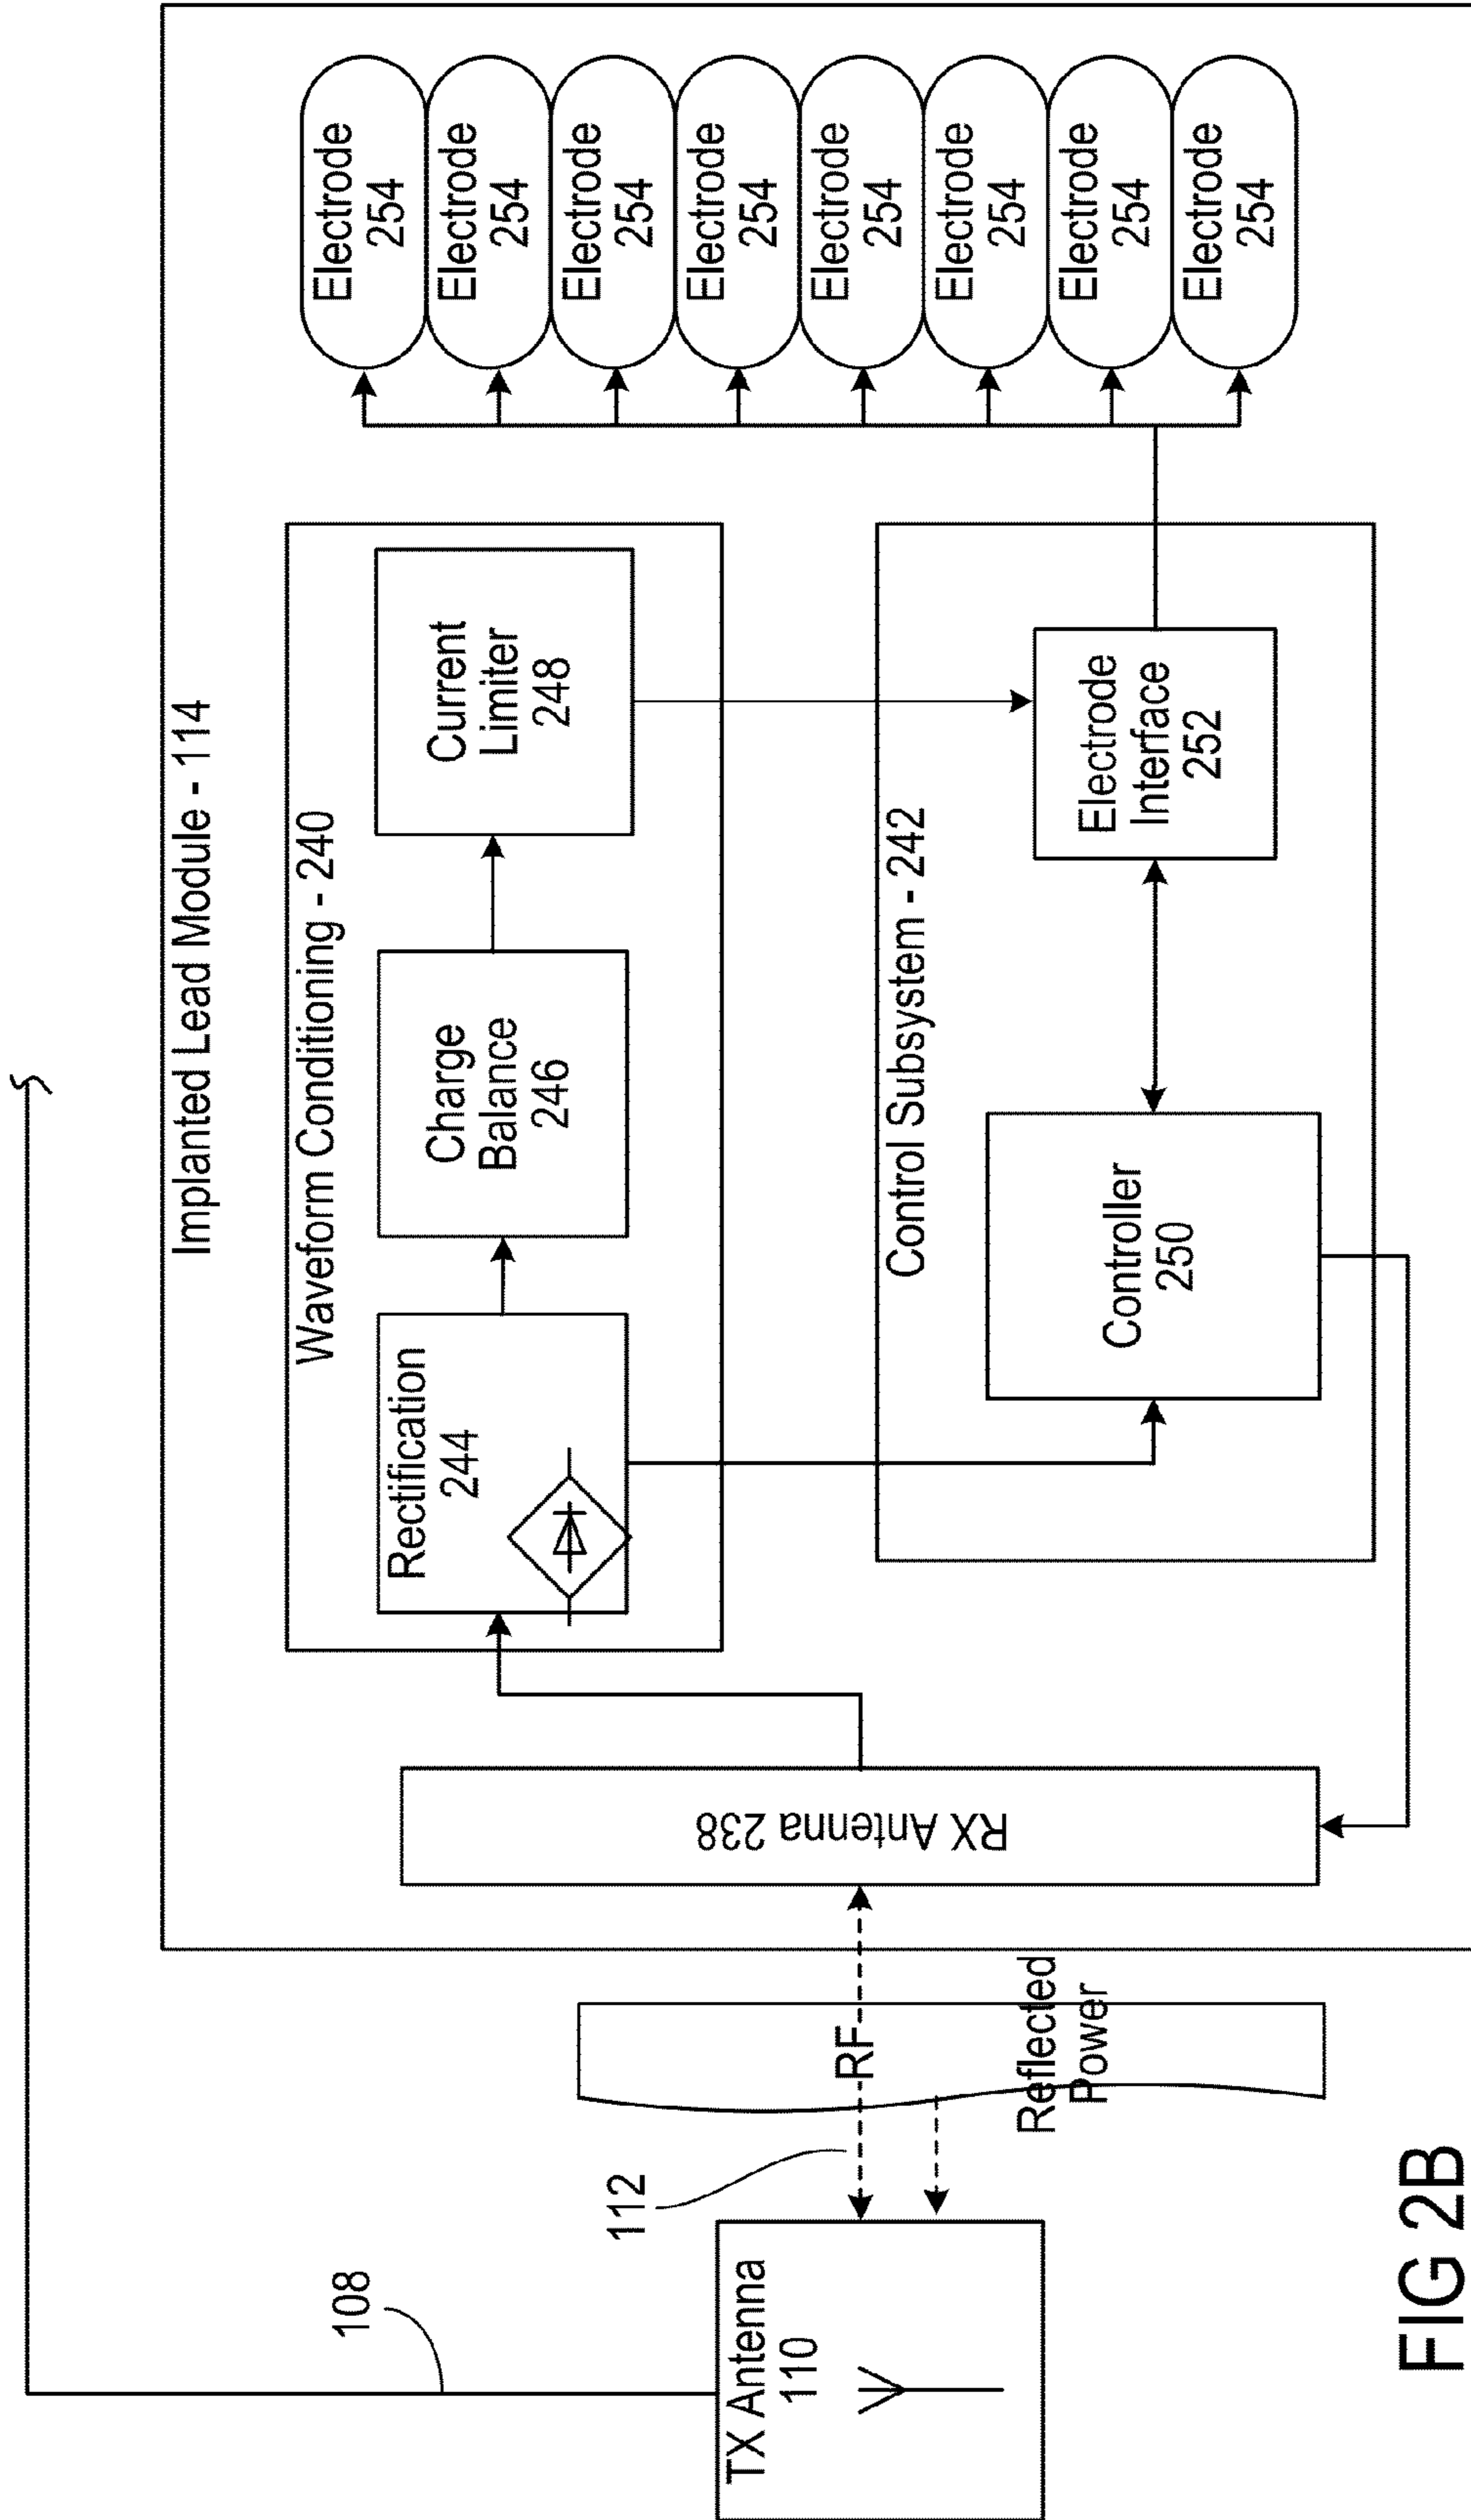 Implanted Lead Module - 114
Waveform Conditioning - 240
Rectification
244
Charge
Balance
246
Current
Limiter
248
Control Subsystem - 242
Controller
250
Electrode
Interface
252
Electrode
254
Electrode
254
Electrode
254
Electrode
254
Electrode
254
Electrode
254
Electrode
254
Electrode
254
RX Antenna 238
108
TX Antenna
110
112
RF
Reflected
Power
FIG 2B